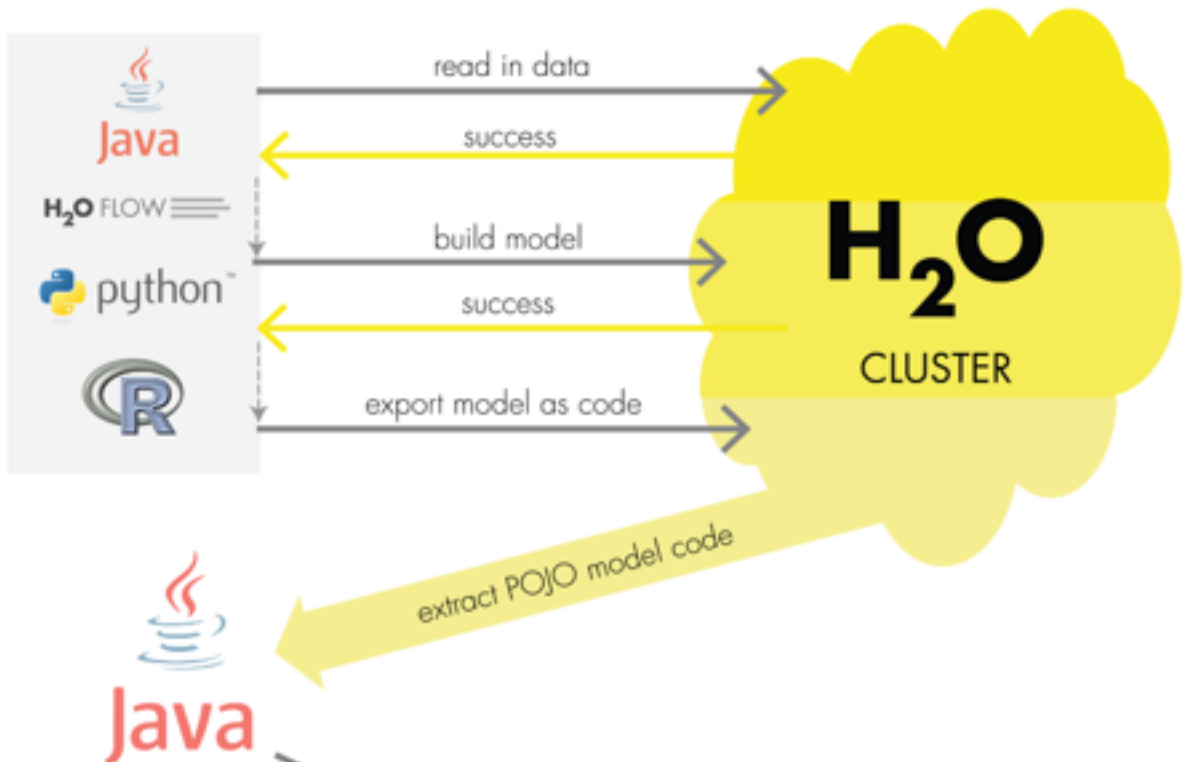 Java
H2O FLOW
python™
R
read in data
success
build model
success
export model as code
H2O
CLUSTER
extract POJO model code
Java